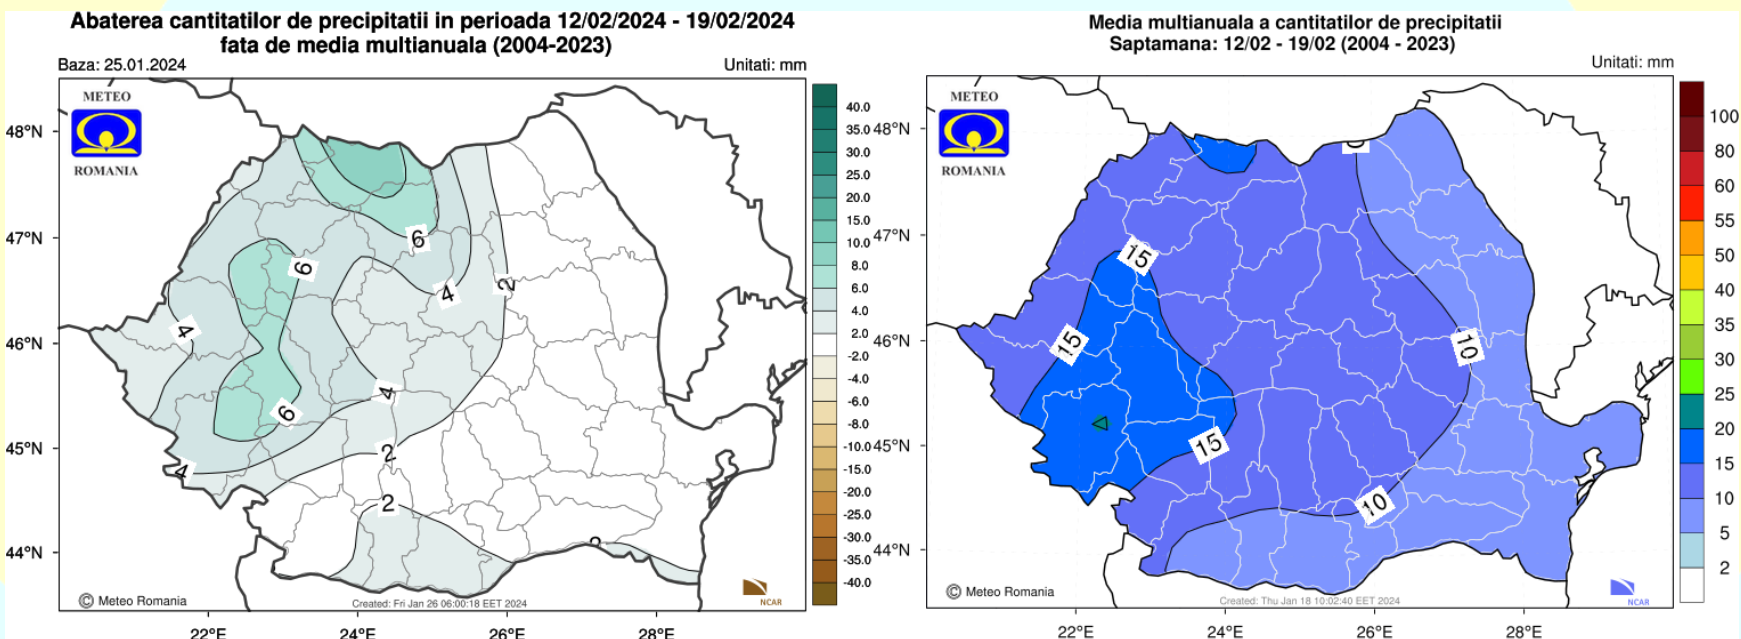 Abaterea cantitatilor de precipitatii in perioada 12/02/2024 - 19/02/2024
fata de media multianuala (2004-2023)
Baza: 25.01.2024
Unitati: mm
METEO
ROMANIA
48°N
47°N
46°N
45°N
44°N
6
6
4
2
4
4
6
2
4
2
2
40.0
35.0
30.0
25.0
20.0
15.0
10.0
8.0
6.0
4.0
2.0
-2.0
-4.0
-6.0
-8.0
-10.0
-15.0
-20.0
-25.0
-30.0
-35.0
-40.0
© Meteo Romania
Created: Fri Jan 26 06:00:18 EET 2024
NCAR
22°E
24°E
26°E
28°E
Media multianuala a cantitatilor de precipitatii
Saptamana: 12/02 - 19/02 (2004 - 2023)
Unitati: mm
METEO
ROMANIA
48°N
47°N
46°N
45°N
44°N
15
15
10
15
10
100
80
60
55
50
40
35
30
25
20
15
10
5
2
© Meteo Romania
Created: Thu Jan 18 10:02:40 EET 2024
NCAR
22°E
24°E
26°E
28°E